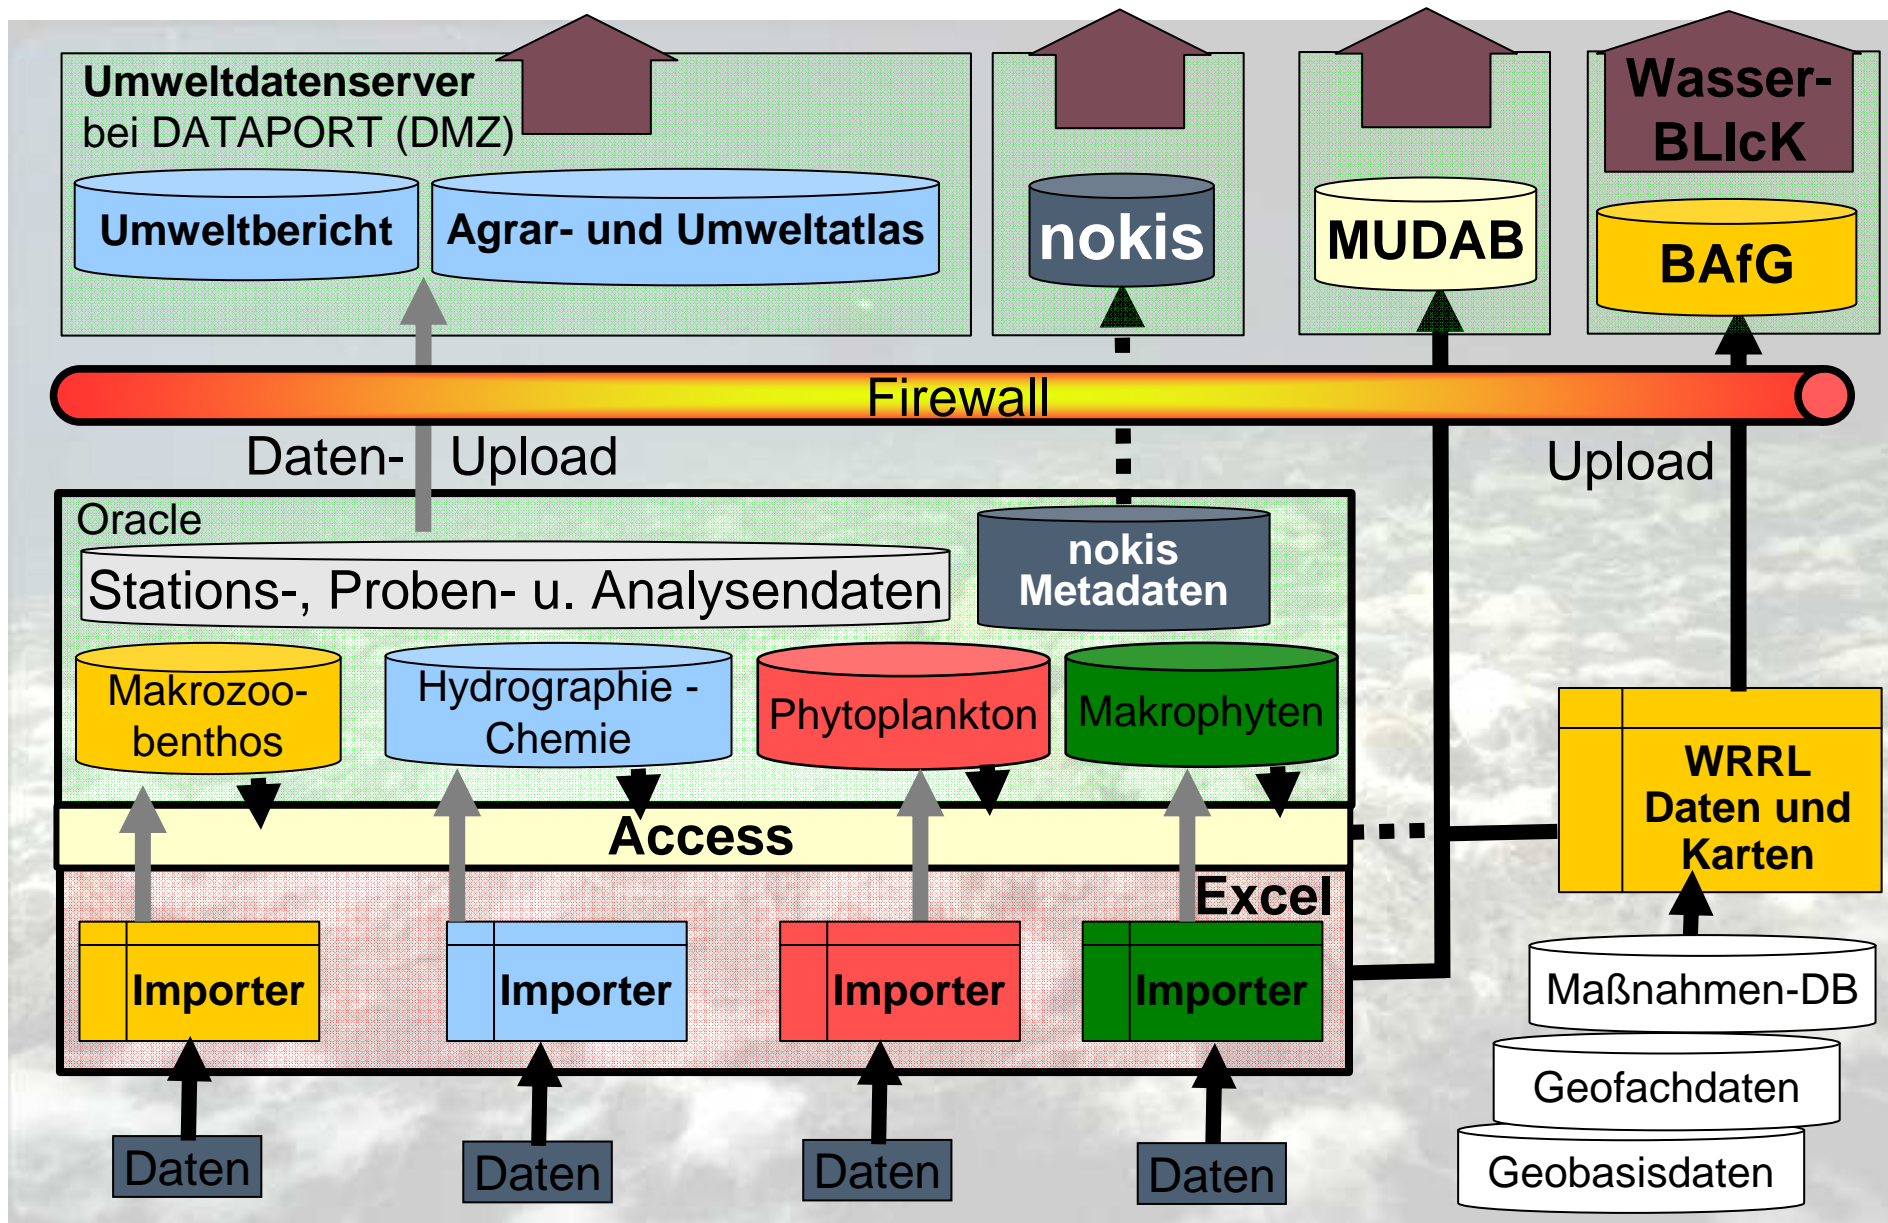 Umweltdatenserver
bei DATAPORT (DMZ)
Wasser-
BLIcK
Umweltbericht
Agrar- und Umweltatlas
nokis
MUDAB
BAfG
Firewall
Daten- Upload
Upload
Oracle
Stations-, Proben- u. Analysendaten
nokis
Metadaten
Makrozoo-
benthos
Hydrographie -
Chemie
Phytoplankton
Makrophyten
WRRL
Daten und
Karten
Access
Excel
Importer
Importer
Importer
Importer
Maßnahmen-DB
Geofachdaten
Geobasisdaten
Daten
Daten
Daten
Daten